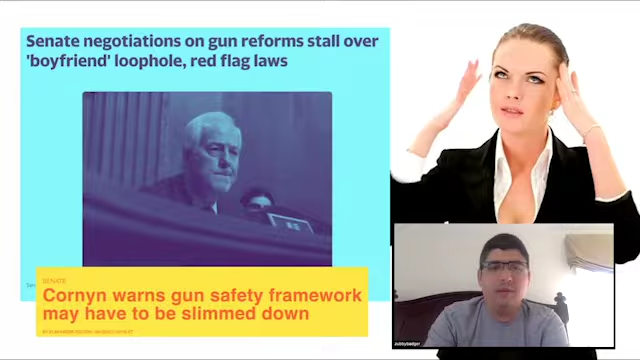 Senate negotiations on gun reforms stall over
'boyfriend' loophole, red flag laws
SENATE
Cornyn warns gun safety framework
may have to be slimmed down
zubbybadger